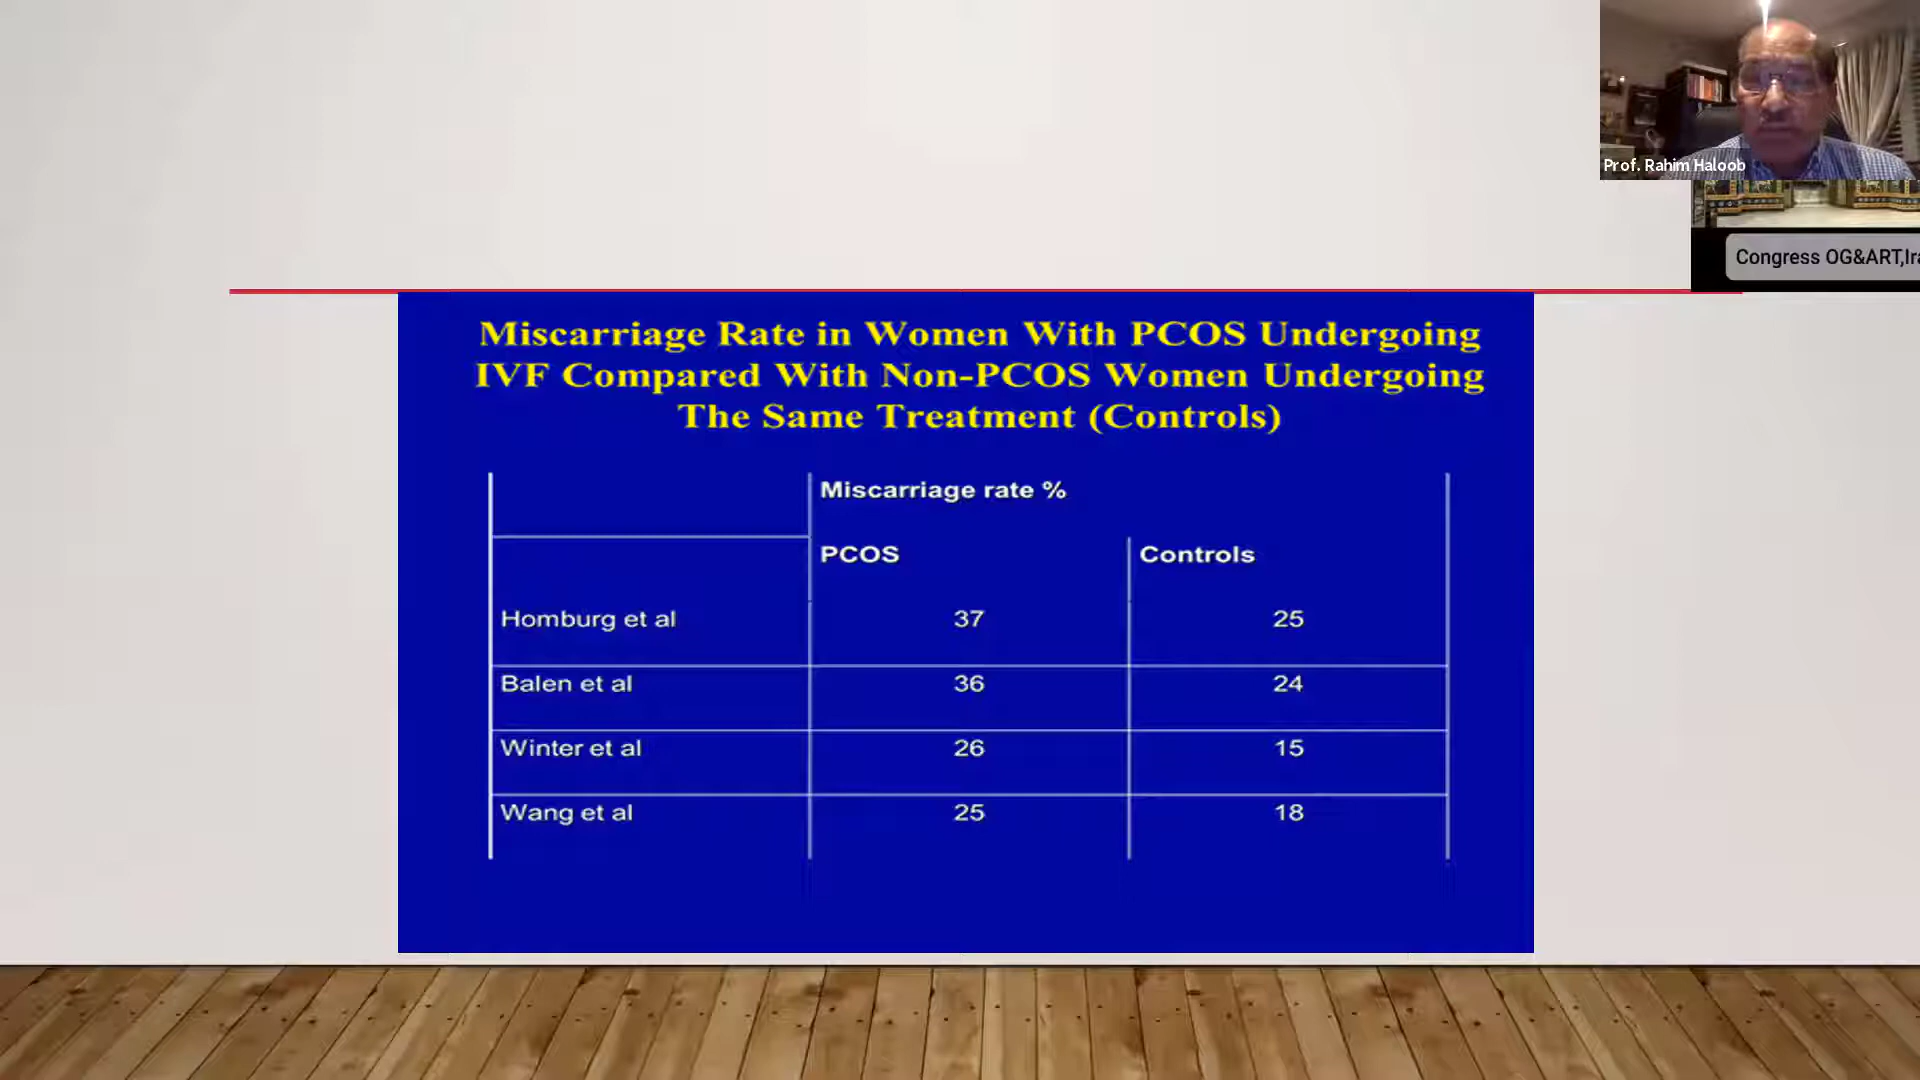 Prof. Rahim Haloob
Congress OG&ART,Ira
Miscarriage Rate in Women With PCOS Undergoing
IVF Compared With Non-PCOS Women Undergoing
The Same Treatment (Controls)
Miscarriage rate %
PCOS Controls
Homburg et al 37 25
Balen et al 36 24
Winter et al 26 15
Wang et al 25 18